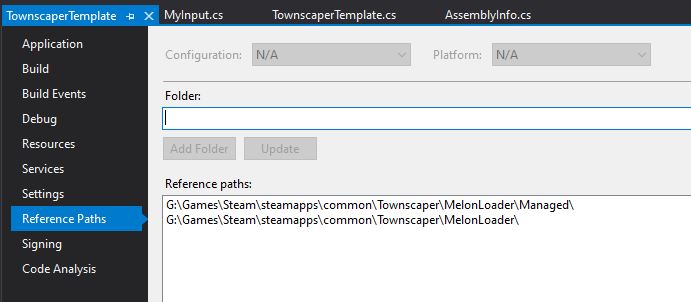 TownscaperTemplate
MyInput.cs
TownscaperTemplate.cs
AssemblyInfo.cs
Application
Build
Build Events
Debug
Resources
Services
Settings
Reference Paths
Signing
Code Analysis
Configuration: N/A Platform: N/A
Folder:
Add Folder Update
Reference paths:
G:\Games\Steam\steamapps\common\Townscaper\MelonLoader\Managed\
G:\Games\Steam\steamapps\common\Townscaper\MelonLoader\